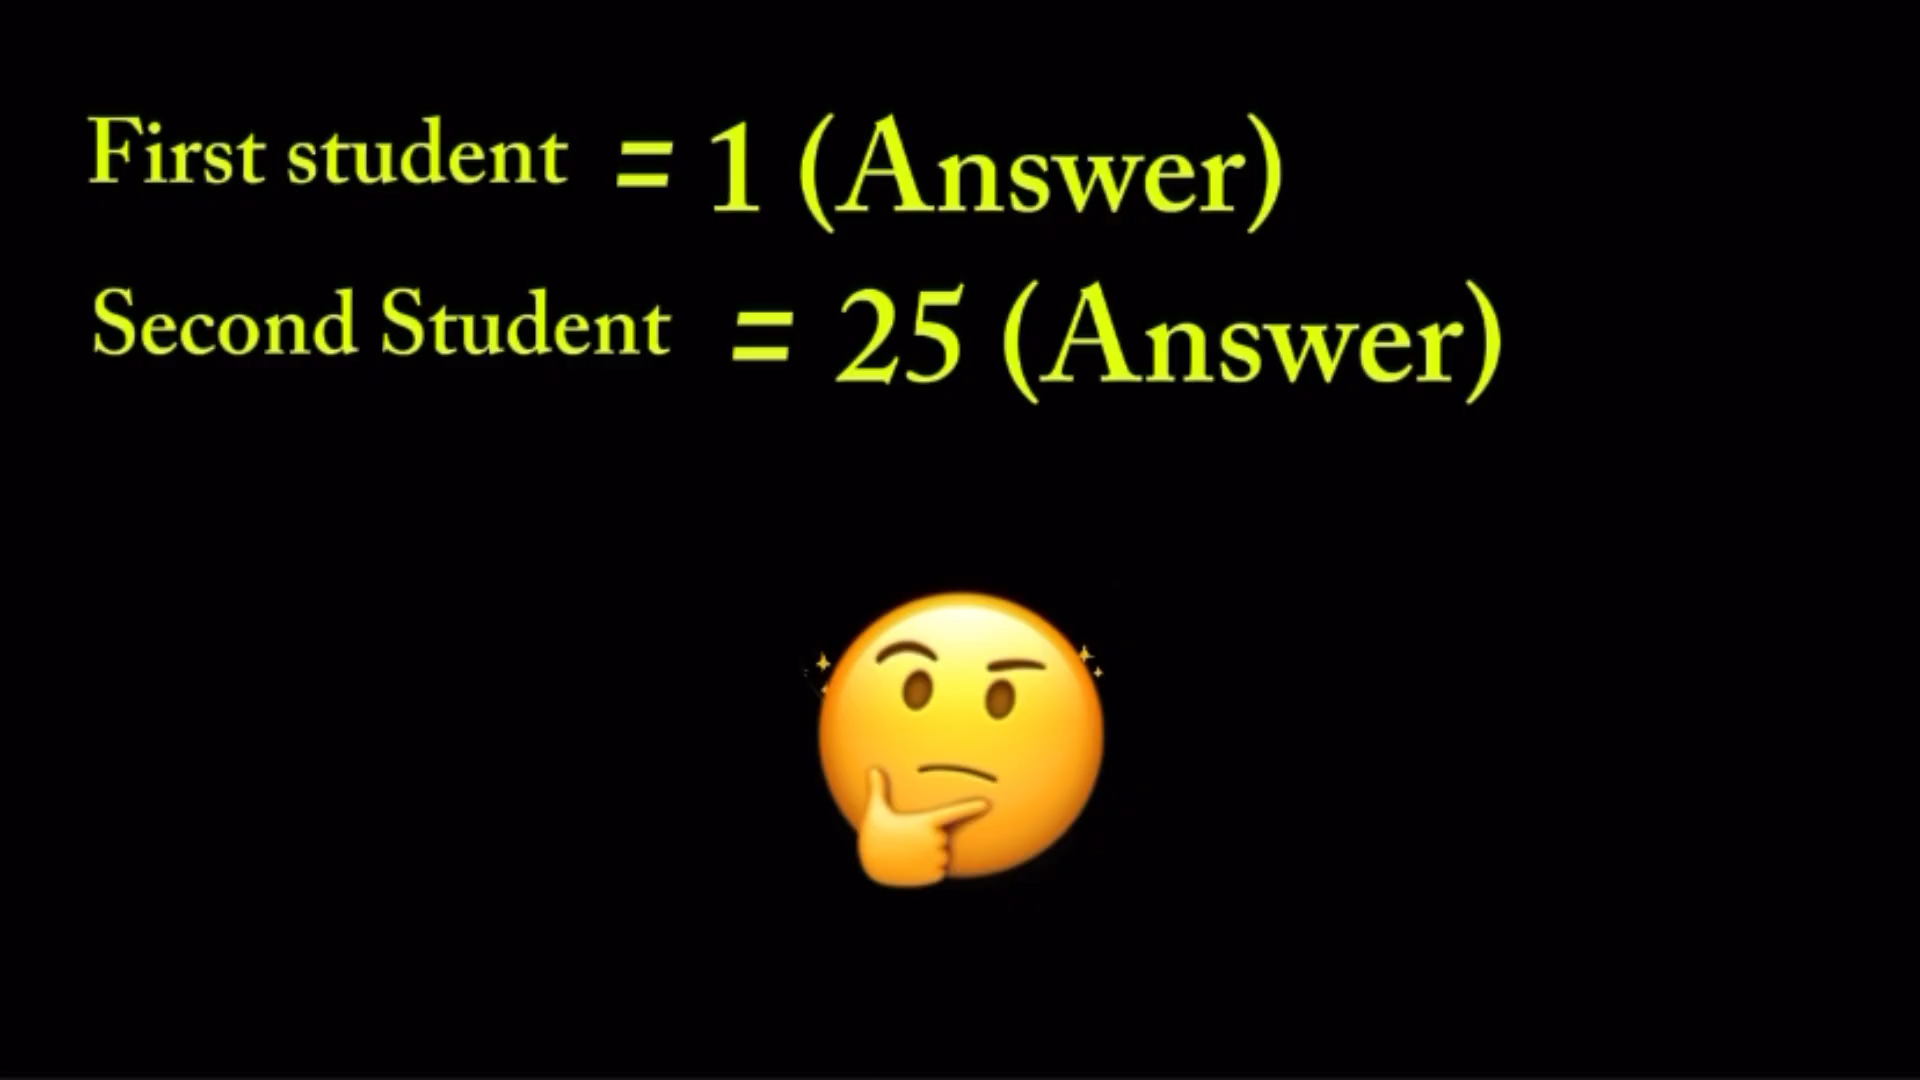 First student = 1 (Answer)
Second Student = 25 (Answer)